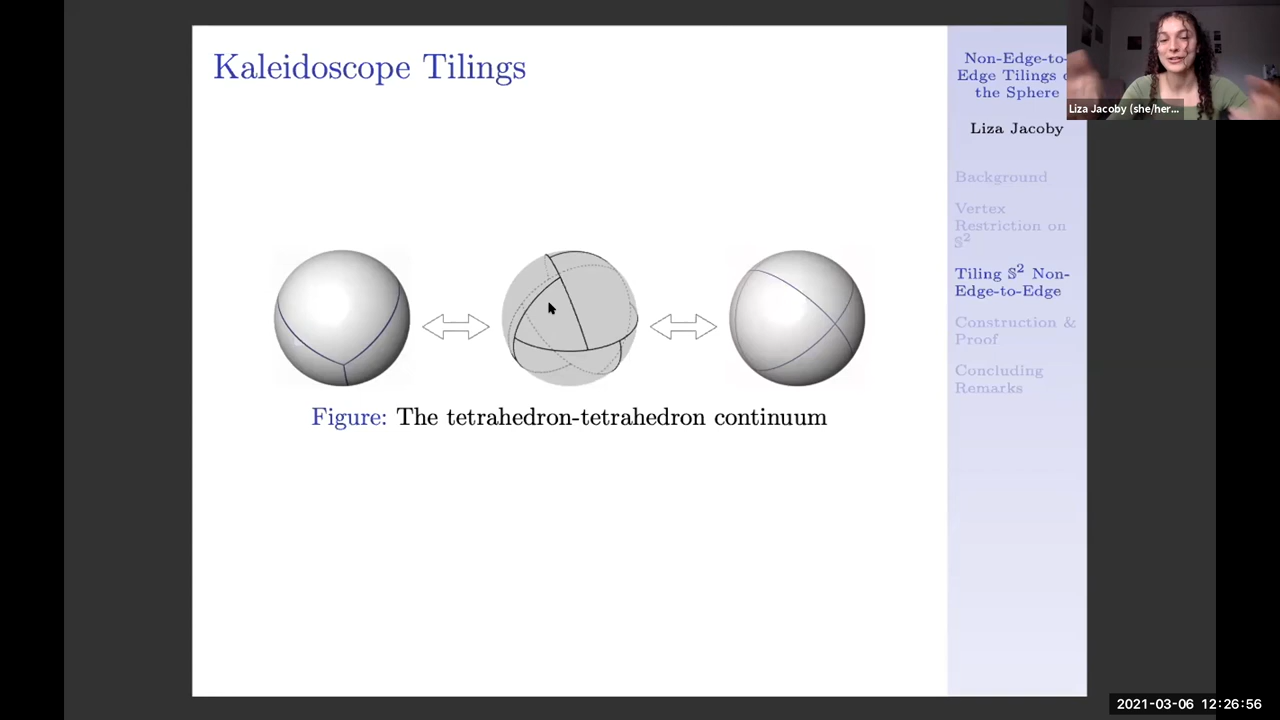 Kaleidoscope Tilings
Figure: The tetrahedron-tetrahedron continuum
Non-Edge-to-
Edge Tilings
the Sphere
Liza Jacoby
Background
Vertex
Restriction on
𝕊²
Tiling 𝕊² Non-
Edge-to-Edge
Construction &
Proof
Concluding
Remarks
Liza Jacoby (she/her...
2021-03-06 12:26:56